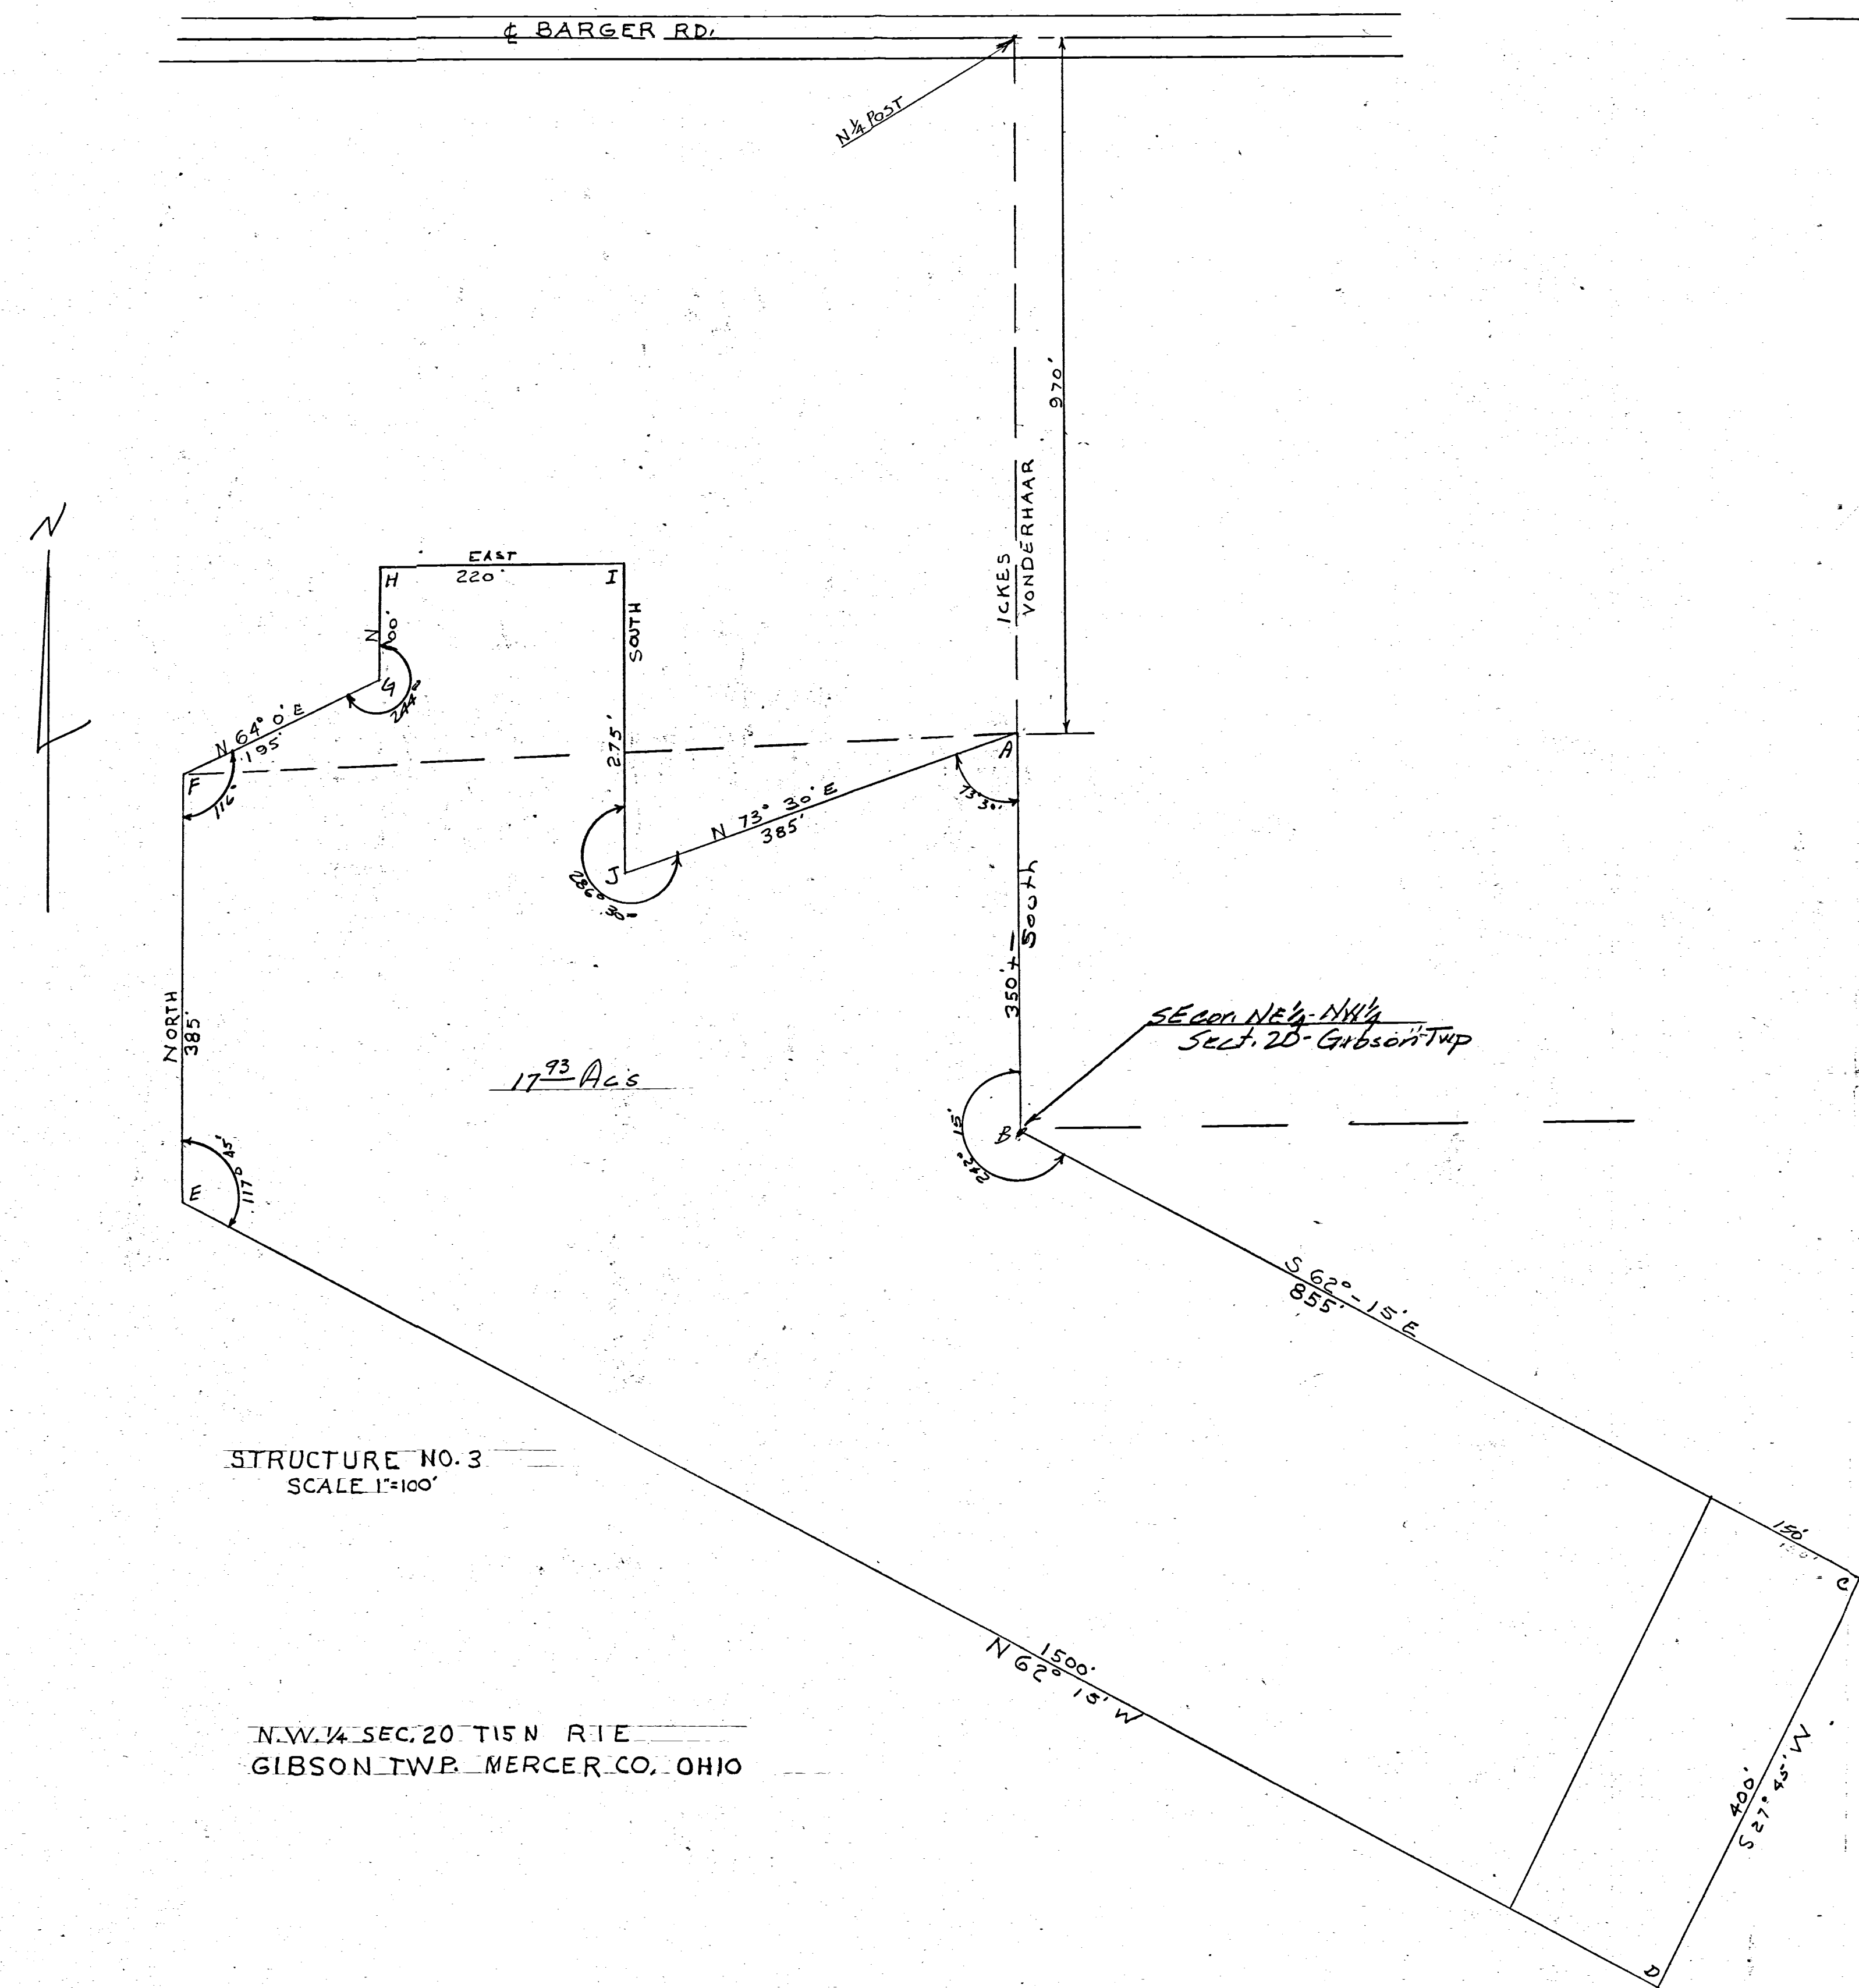 ℄ BARGER RD.
N¼ POST
970'
ICKES
VONDERHAAR
N
EAST
220'
H
I
N
100'
SOUTH
275'
G
244°
N 64° 0' E
195'
F
116°
A
73° 30'
N 73° 30' E
385'
J
286° 30'
350'±
South
NORTH
385'
17 93 Acs
SE cor. NE¼-NW¼
Sect. 20 - Gibson Twp
B
242° 15'
E
117° 45'
S 62° - 15' E
855'
STRUCTURE NO. 3
SCALE 1"=100'
150'
150'
C
1500'
N 62° 15' W
N.W. ¼ SEC. 20 T15N R1E
GIBSON TWP. MERCER CO. OHIO
400'
S 27° 45' W
D